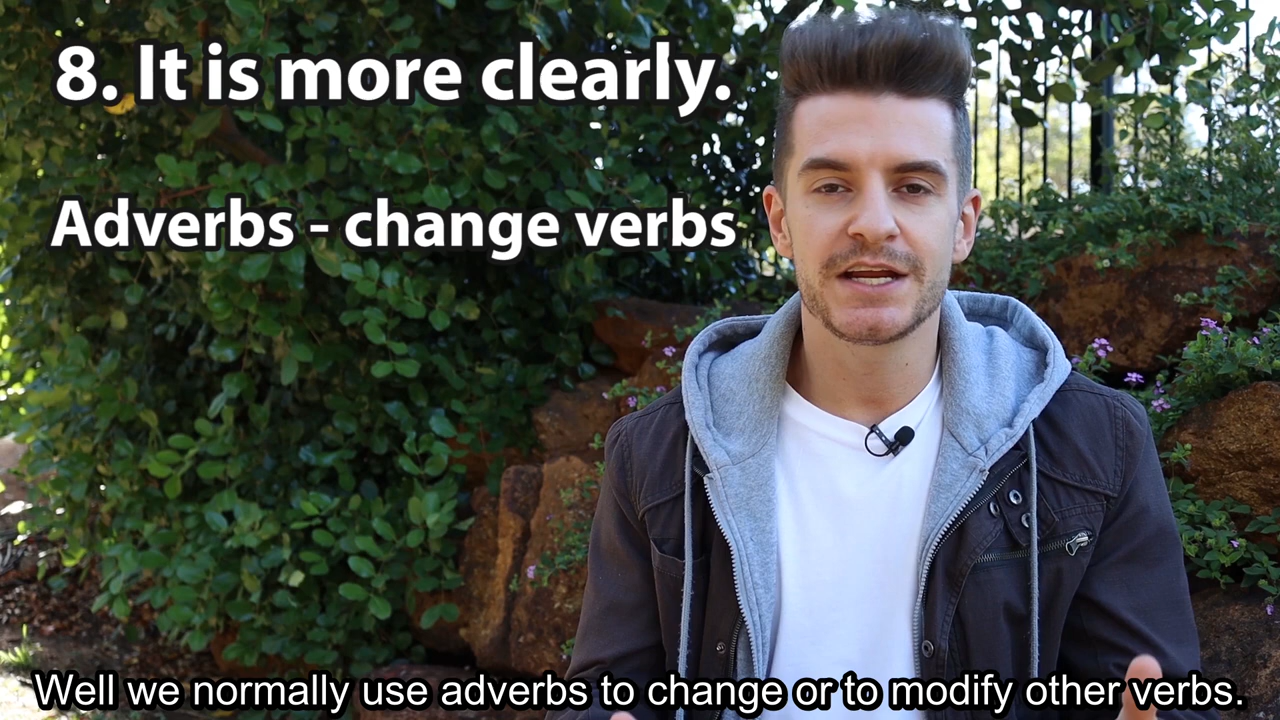 8. It is more clearly.
Adverbs - change verbs
Well we normally use adverbs to change or to modify other verbs.